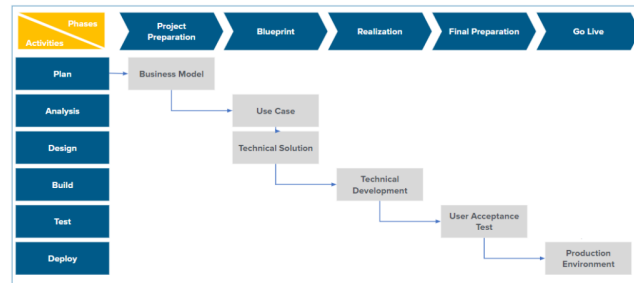 Phases
Activities
Project
Preparation
Blueprint
Realization
Final Preparation
Go Live
Plan
Business Model
Analysis
Use Case
Design
Technical Solution
Build
Technical
Development
Test
User Acceptance
Test
Deploy
Production
Environment